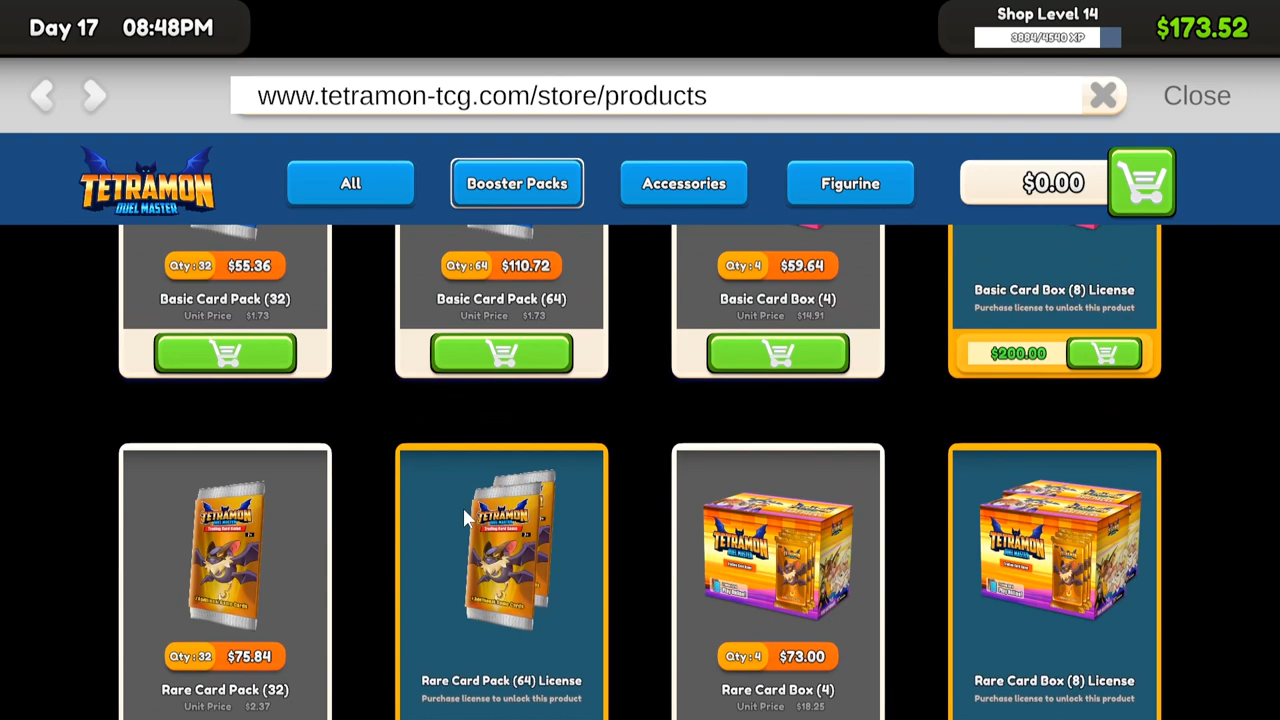 Day 17 08:48PM
Shop Level 14
3884/4540 XP
$173.52
www.tetramon-tcg.com/store/products
Close
TETRAMON
DUEL MASTER
All
Booster Packs
Accessories
Figurine
$0.00
Qty : 32 $55.36
Qty : 64 $110.72
Qty : 4 $59.64
Basic Card Pack (32)
Unit Price $1.73
Basic Card Pack (64)
Unit Price $1.73
Basic Card Box (4)
Unit Price $14.91
Basic Card Box (8) License
Purchase license to unlock this product
$200.00
TETRAMON
TETRAMON
TETRAMON
TETRAMON
Qty : 32 $75.84
Rare Card Pack (32)
Unit Price $2.37
Rare Card Pack (64) License
Purchase license to unlock this product
Qty : 4 $73.00
Rare Card Box (4)
Unit Price $18.25
Rare Card Box (8) License
Purchase license to unlock this product